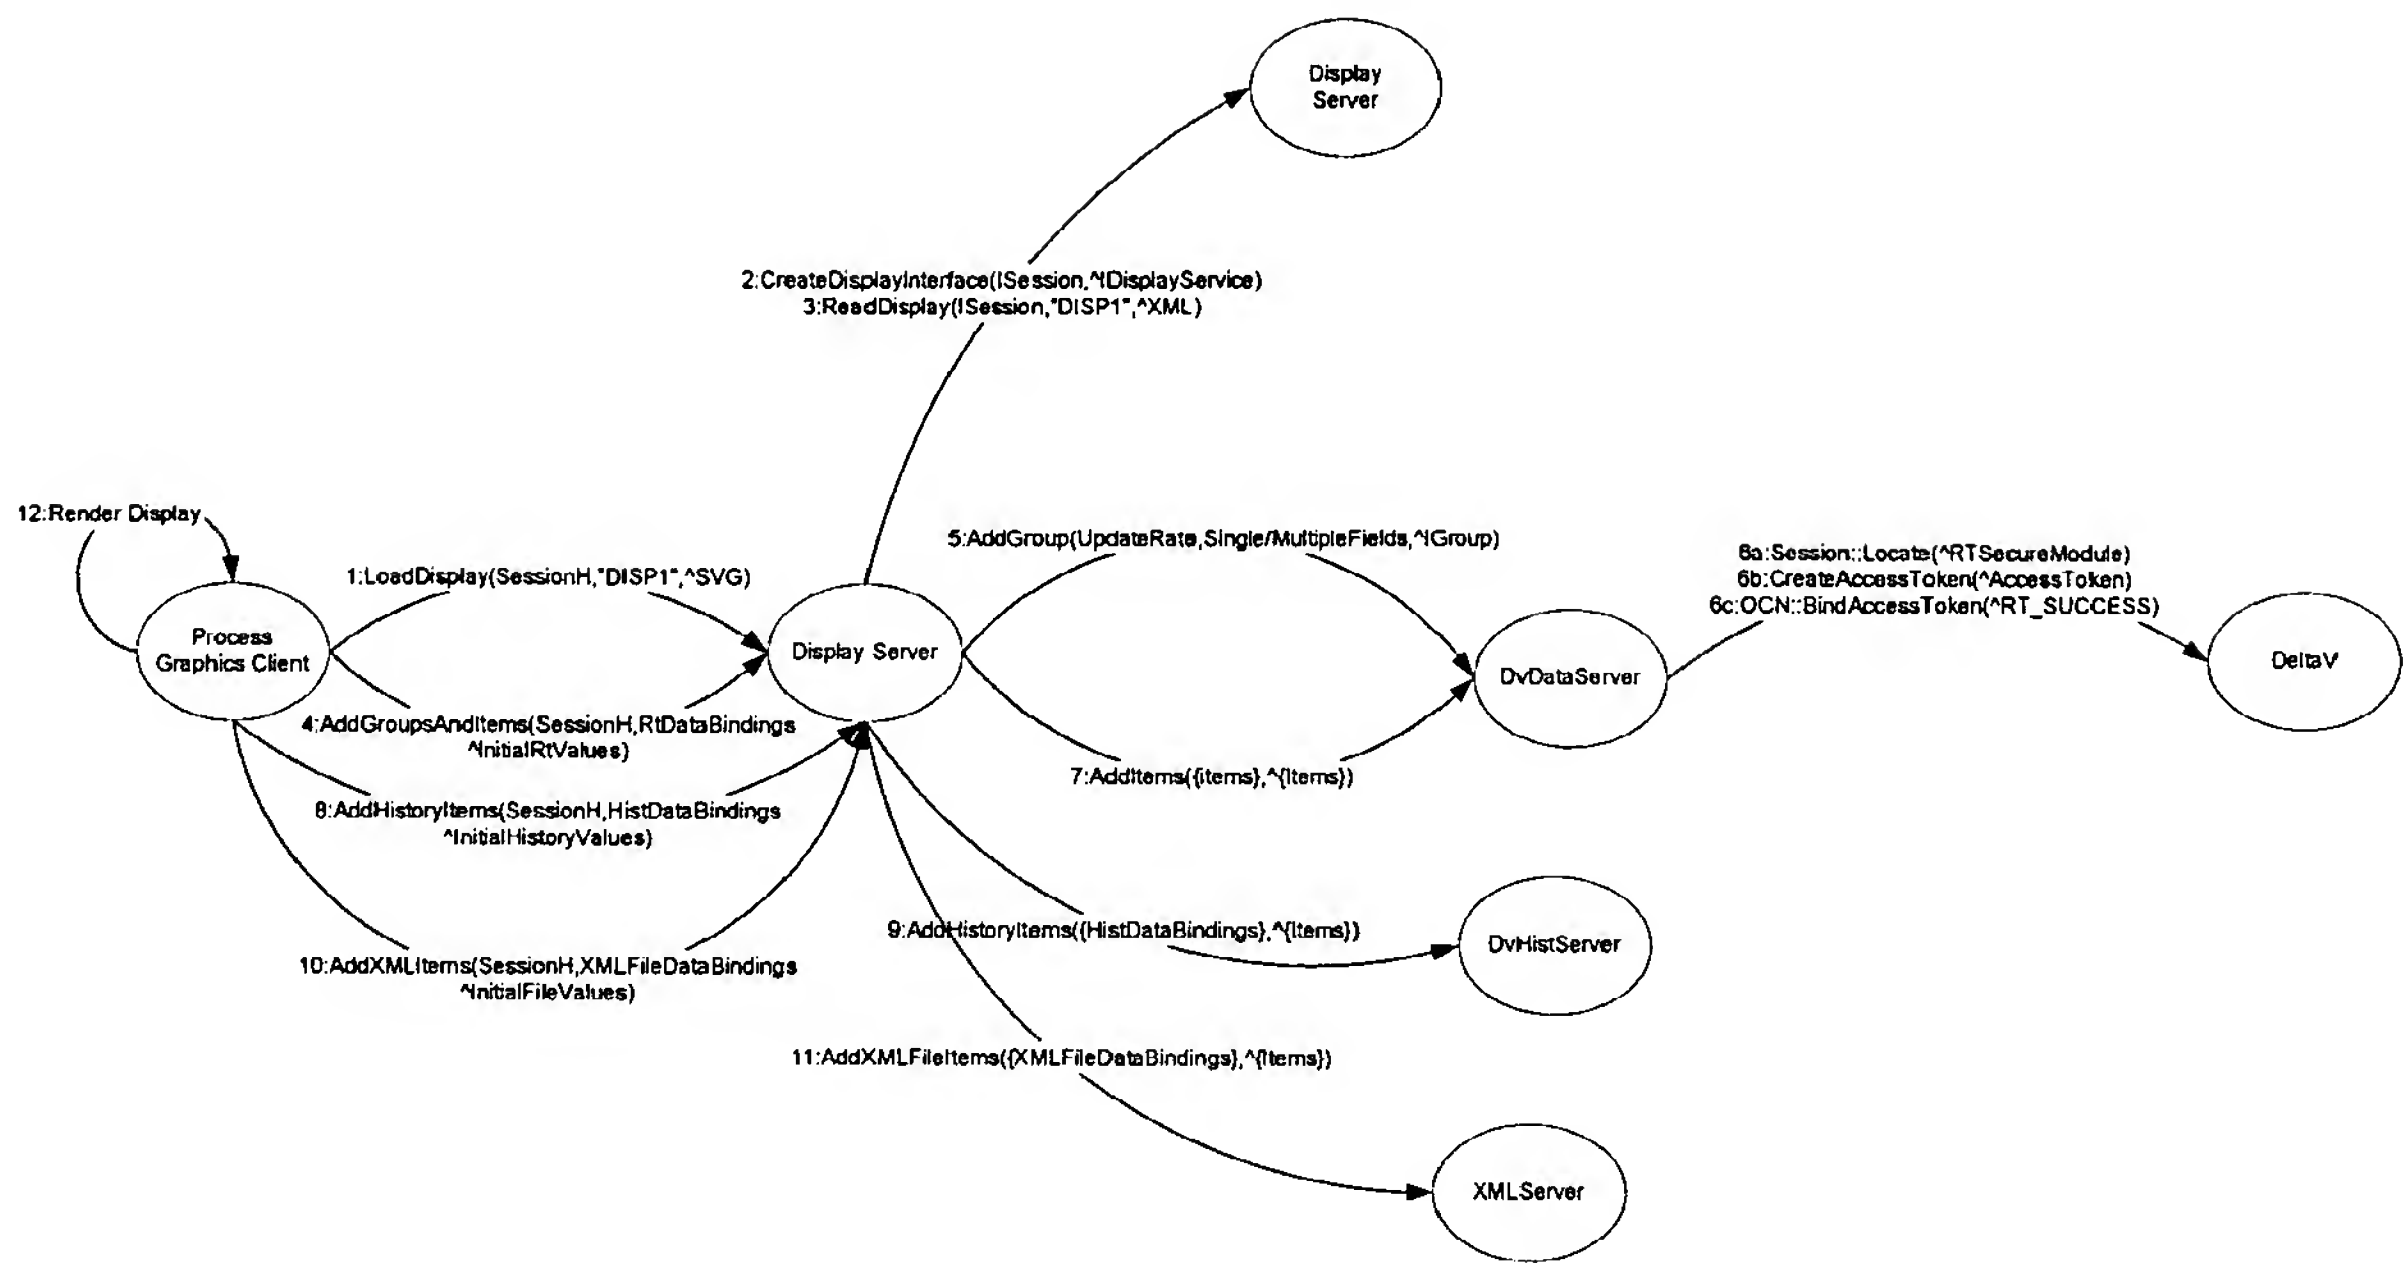 Display
Server
2:CreateDisplayInterface(ISession,^IDisplayService)
3:ReadDisplay(ISession,"DISP1",^XML)
12:Render Display
5:AddGroup(UpdateRate,Single/MultipleFields,^IGroup)
6a:Session::Locate(^RTSecureModule)
6b:CreateAccessToken(^AccessToken)
6c:OCN::BindAccessToken(^RT_SUCCESS)
1:LoadDisplay(SessionH,"DISP1",^SVG)
Process
Graphics Client
Display Server
DvDataServer
DeltaV
4:AddGroupsAndItems(SessionH,RtDataBindings
^InitialRtValues)
7:AddItems({items},^{Items})
8:AddHistoryItems(SessionH,HistDataBindings
^InitialHistoryValues)
9:AddHistoryItems({HistDataBindings},^{Items})
DvHistServer
10:AddXMLItems(SessionH,XMLFileDataBindings
^InitialFileValues)
11:AddXMLFileItems({XMLFileDataBindings},^{Items})
XMLServer